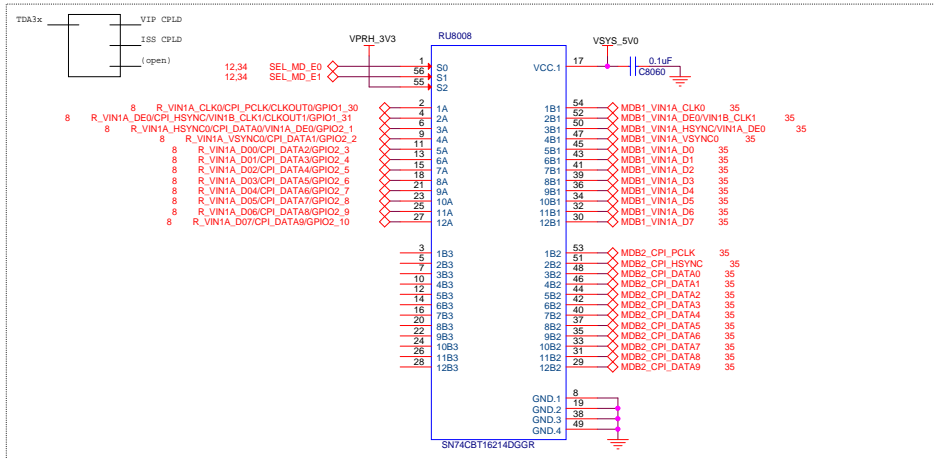 TDA3x
VIP CPLD
ISS CPLD
(open)
RU8008
VPRH_3V3
VSYS_5V0
12,34 SEL_MD_E0 1 S0
12,34 SEL_MD_E1 56 S1
55 S2
17 VCC.1
0.1uF
C8060
8 R_VIN1A_CLK0/CPI_PCLK/CLKOUT0/GPIO1_30 2 1A
8 R_VIN1A_DE0/CPI_HSYNC/VIN1B_CLK1/CLKOUT1/GPIO1_31 4 2A
8 R_VIN1A_HSYNC0/CPI_DATA0/VIN1A_DE0/GPIO2_1 6 3A
8 R_VIN1A_VSYNC0/CPI_DATA1/GPIO2_2 9 4A
8 R_VIN1A_D00/CPI_DATA2/GPIO2_3 11 5A
8 R_VIN1A_D01/CPI_DATA3/GPIO2_4 13 6A
8 R_VIN1A_D02/CPI_DATA4/GPIO2_5 15 7A
8 R_VIN1A_D03/CPI_DATA5/GPIO2_6 18 8A
8 R_VIN1A_D04/CPI_DATA6/GPIO2_7 21 9A
8 R_VIN1A_D05/CPI_DATA7/GPIO2_8 23 10A
8 R_VIN1A_D06/CPI_DATA8/GPIO2_9 25 11A
8 R_VIN1A_D07/CPI_DATA9/GPIO2_10 27 12A
1B1 54 MDB1_VIN1A_CLK0 35
2B1 52 MDB1_VIN1A_DE0/VIN1B_CLK1 35
3B1 50 MDB1_VIN1A_HSYNC/VIN1A_DE0 35
4B1 47 MDB1_VIN1A_VSYNC0 35
5B1 45 MDB1_VIN1A_D0 35
6B1 43 MDB1_VIN1A_D1 35
7B1 41 MDB1_VIN1A_D2 35
8B1 39 MDB1_VIN1A_D3 35
9B1 36 MDB1_VIN1A_D4 35
10B1 34 MDB1_VIN1A_D5 35
11B1 32 MDB1_VIN1A_D6 35
12B1 30 MDB1_VIN1A_D7 35
3 1B3
5 2B3
7 3B3
10 4B3
12 5B3
14 6B3
16 7B3
20 8B3
22 9B3
24 10B3
26 11B3
28 12B3
1B2 53 MDB2_CPI_PCLK 35
2B2 51 MDB2_CPI_HSYNC 35
3B2 48 MDB2_CPI_DATA0 35
4B2 46 MDB2_CPI_DATA1 35
5B2 44 MDB2_CPI_DATA2 35
6B2 42 MDB2_CPI_DATA3 35
7B2 40 MDB2_CPI_DATA4 35
8B2 37 MDB2_CPI_DATA5 35
9B2 35 MDB2_CPI_DATA6 35
10B2 33 MDB2_CPI_DATA7 35
11B2 31 MDB2_CPI_DATA8 35
12B2 29 MDB2_CPI_DATA9 35
GND.1 8
GND.2 19
GND.3 38
GND.4 49
SN74CBT16214DGGR